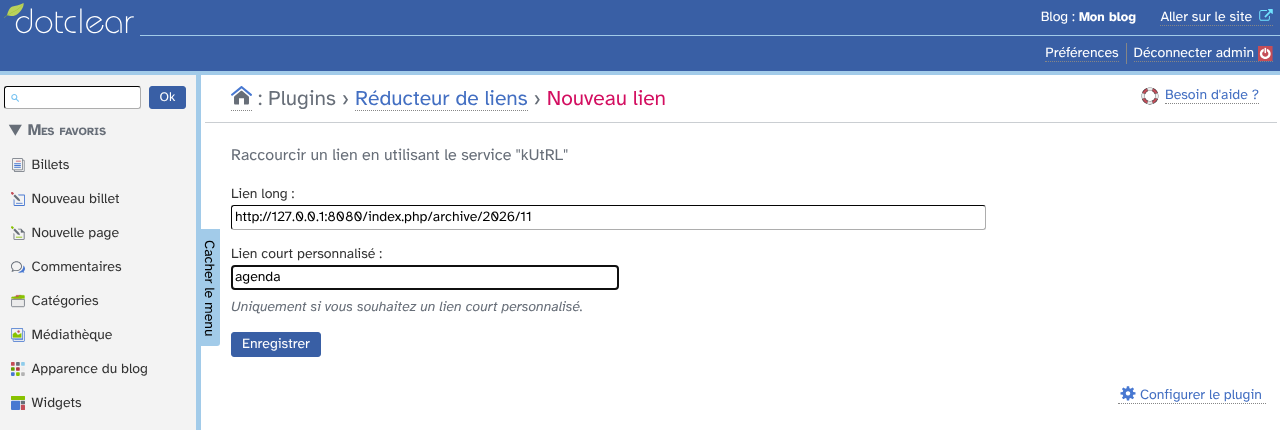 dotclear
Blog : Mon blog Aller sur le site
Préférences Déconnecter admin
Ok
: Plugins › Réducteur de liens › Nouveau lien
Besoin d'aide ?
Mes favoris
Billets
Nouveau billet
Nouvelle page
Commentaires
Catégories
Médiathèque
Apparence du blog
Widgets
Cacher le menu
Raccourcir un lien en utilisant le service "kUtRL"
Lien long :
http://127.0.0.1:8080/index.php/archive/2026/11
Lien court personnalisé :
agenda
Uniquement si vous souhaitez un lien court personnalisé.
Enregistrer
Configurer le plugin